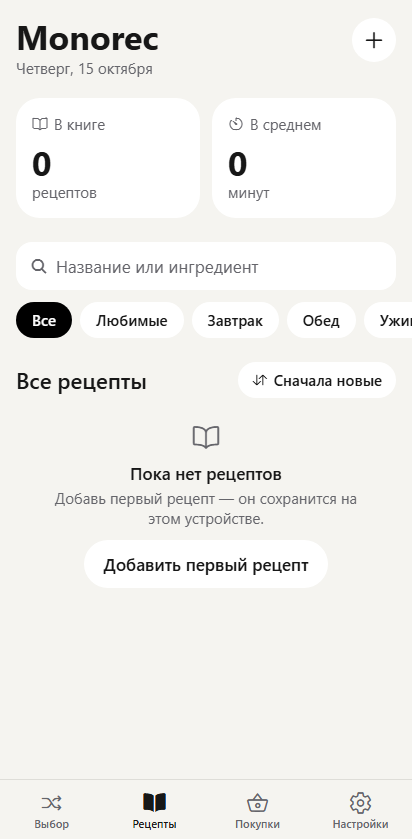 Monorec
Четверг, 15 октября
В книге
0
рецептов
В среднем
0
минут
Название или ингредиент
Все
Любимые
Завтрак
Обед
Ужи
Все рецепты
Сначала новые
Пока нет рецептов
Добавь первый рецепт — он сохранится на
этом устройстве.
Добавить первый рецепт
Выбор
Рецепты
Покупки
Настройки